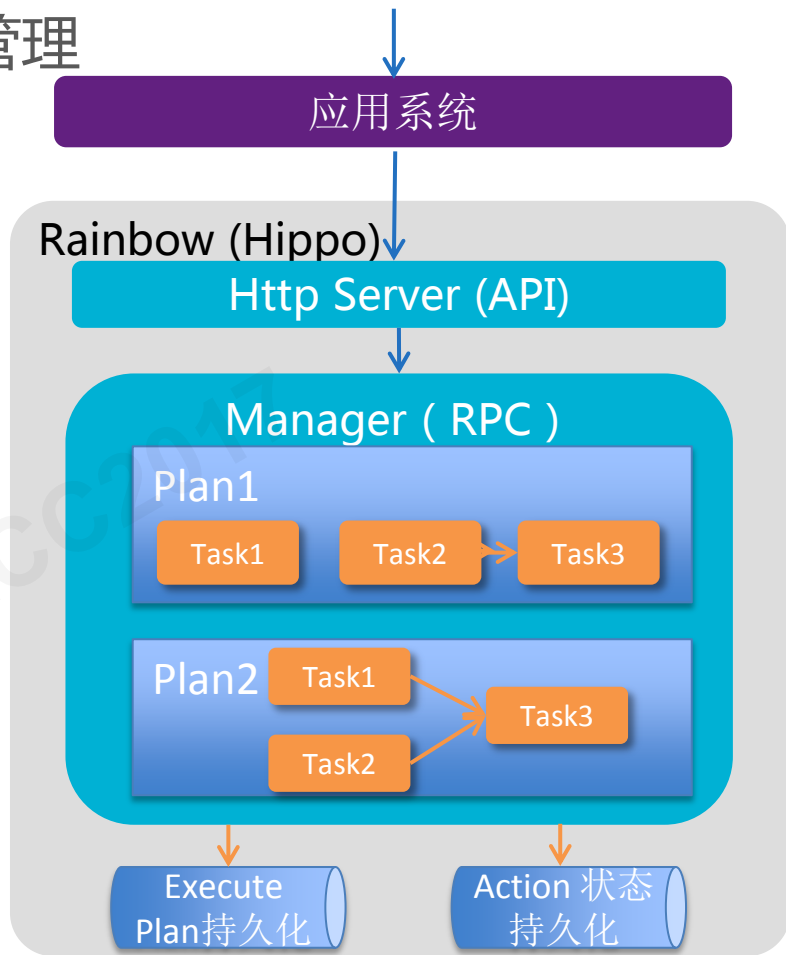 管理
应用系统
Rainbow (Hippo)
Http Server (API)
Manager（RPC）
Plan1
Task1
Task2
Task3
Plan2
Task1
Task3
Task2
Execute
Plan持久化
Action 状态
持久化
CC2017